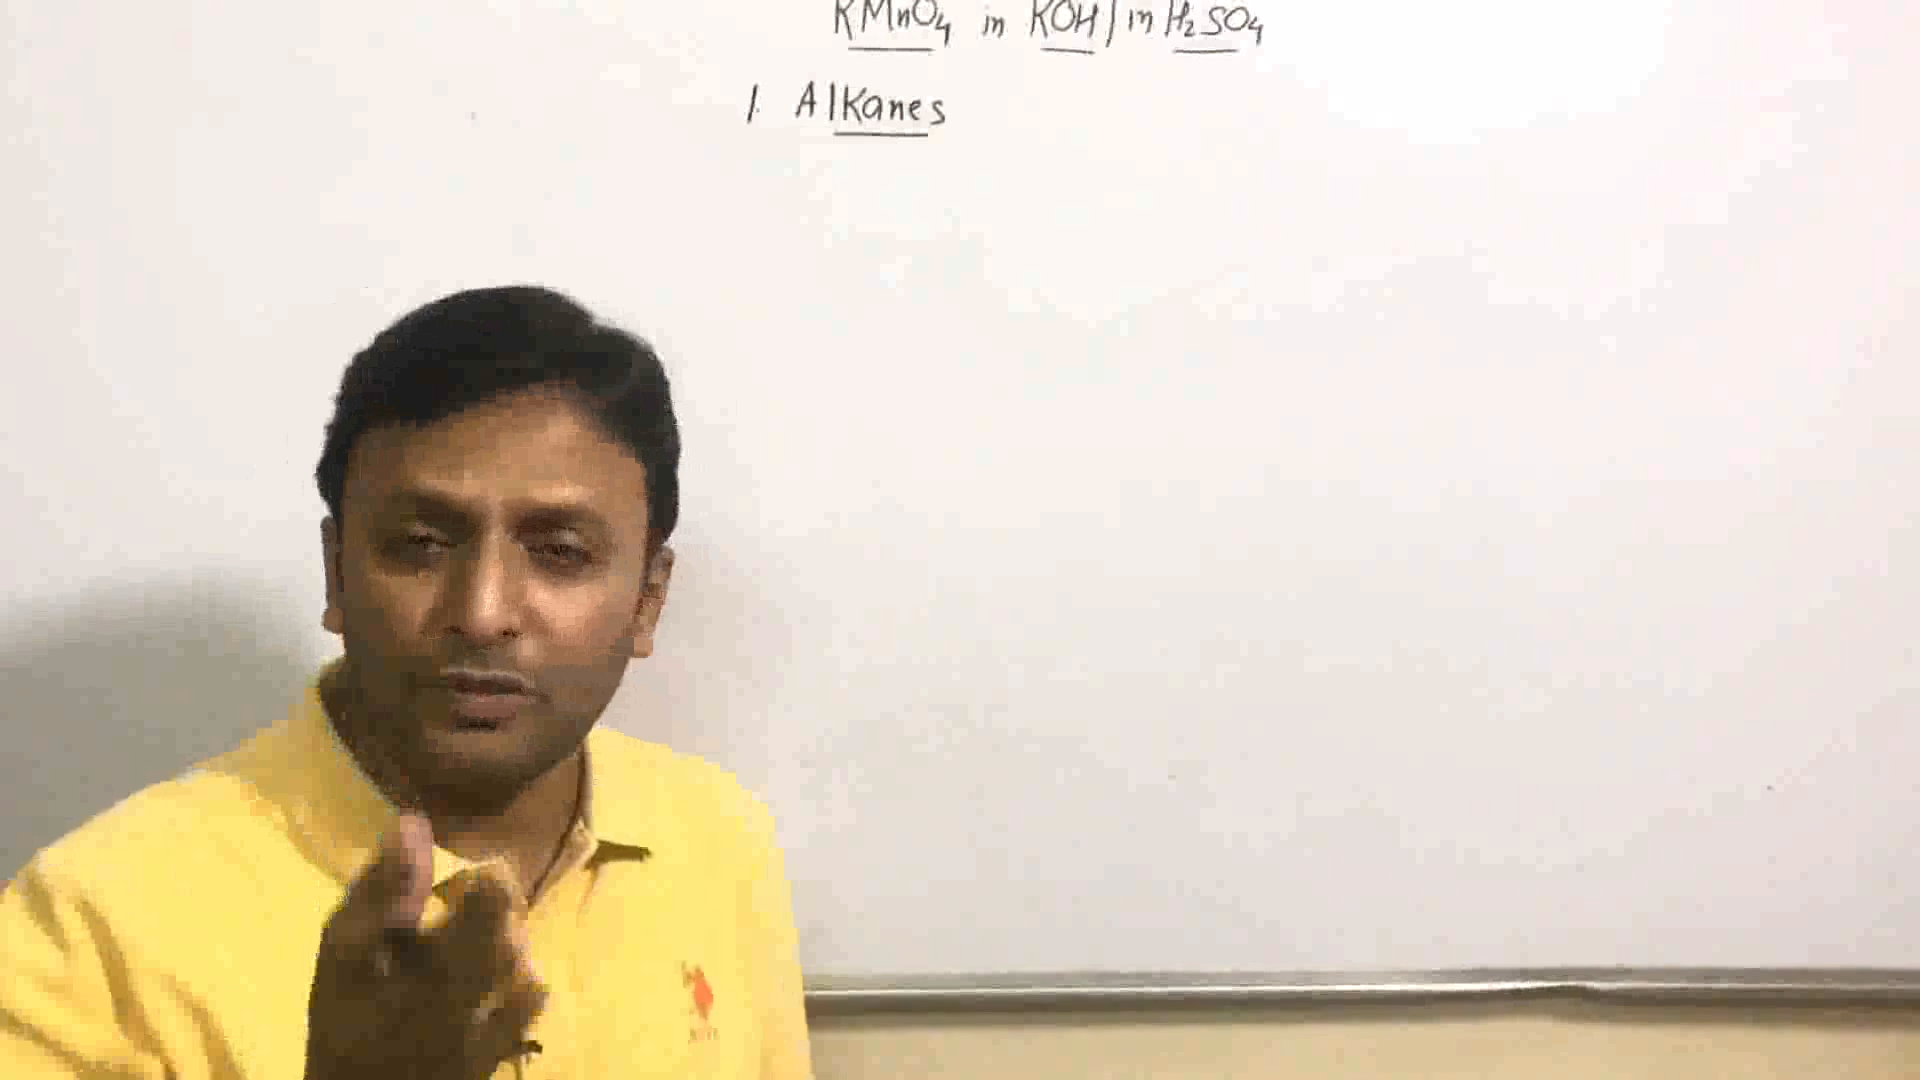 KMnO₄ in KOH / in H₂SO₄
1. Alkanes